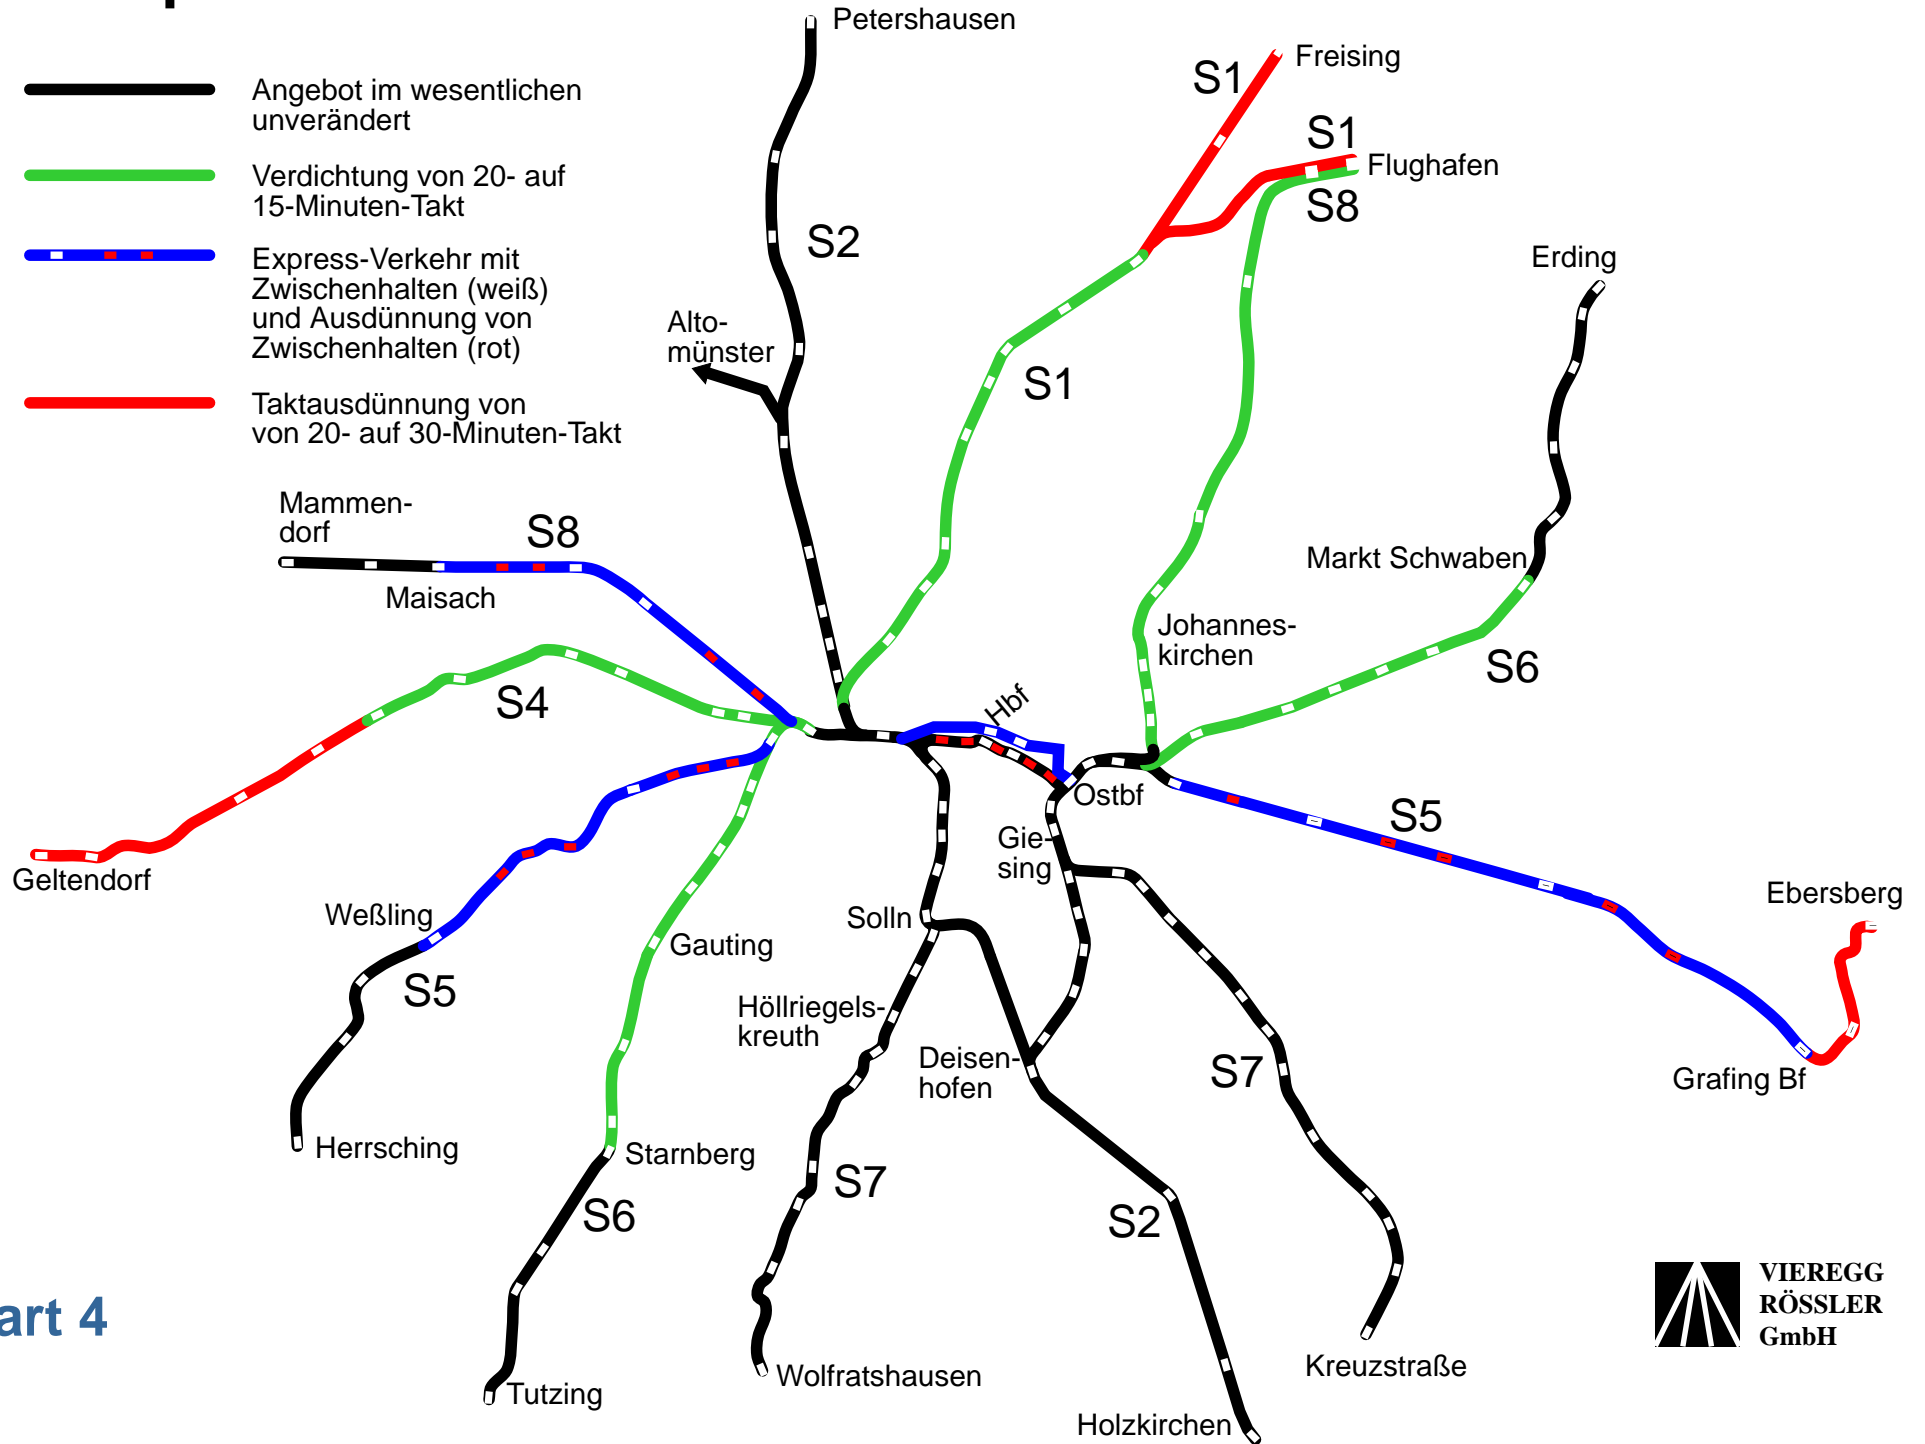 Angebot im wesentlichen
unverändert
Verdichtung von 20- auf
15-Minuten-Takt
Express-Verkehr mit
Zwischenhalten (weiß)
und Ausdünnung von
Zwischenhalten (rot)
Taktausdünnung von
von 20- auf 30-Minuten-Takt
Petershausen
S1
Freising
S1
Flughafen
S8
S2
Erding
Alto-
münster
S1
Mammen-
dorf
S8
Maisach
Markt Schwaben
Johannes-
kirchen
S6
S4
Hbf
Ostbf
S5
Gie-
sing
Geltendorf
Ebersberg
Weßling
Solln
Gauting
S5
Höllriegels-
kreuth
Deisen-
hofen
S7
Grafing Bf
Herrsching
Starnberg
S7
S6
S2
VIEREGG
RÖSSLER
GmbH
art 4
Kreuzstraße
Wolfratshausen
Tutzing
Holzkirchen